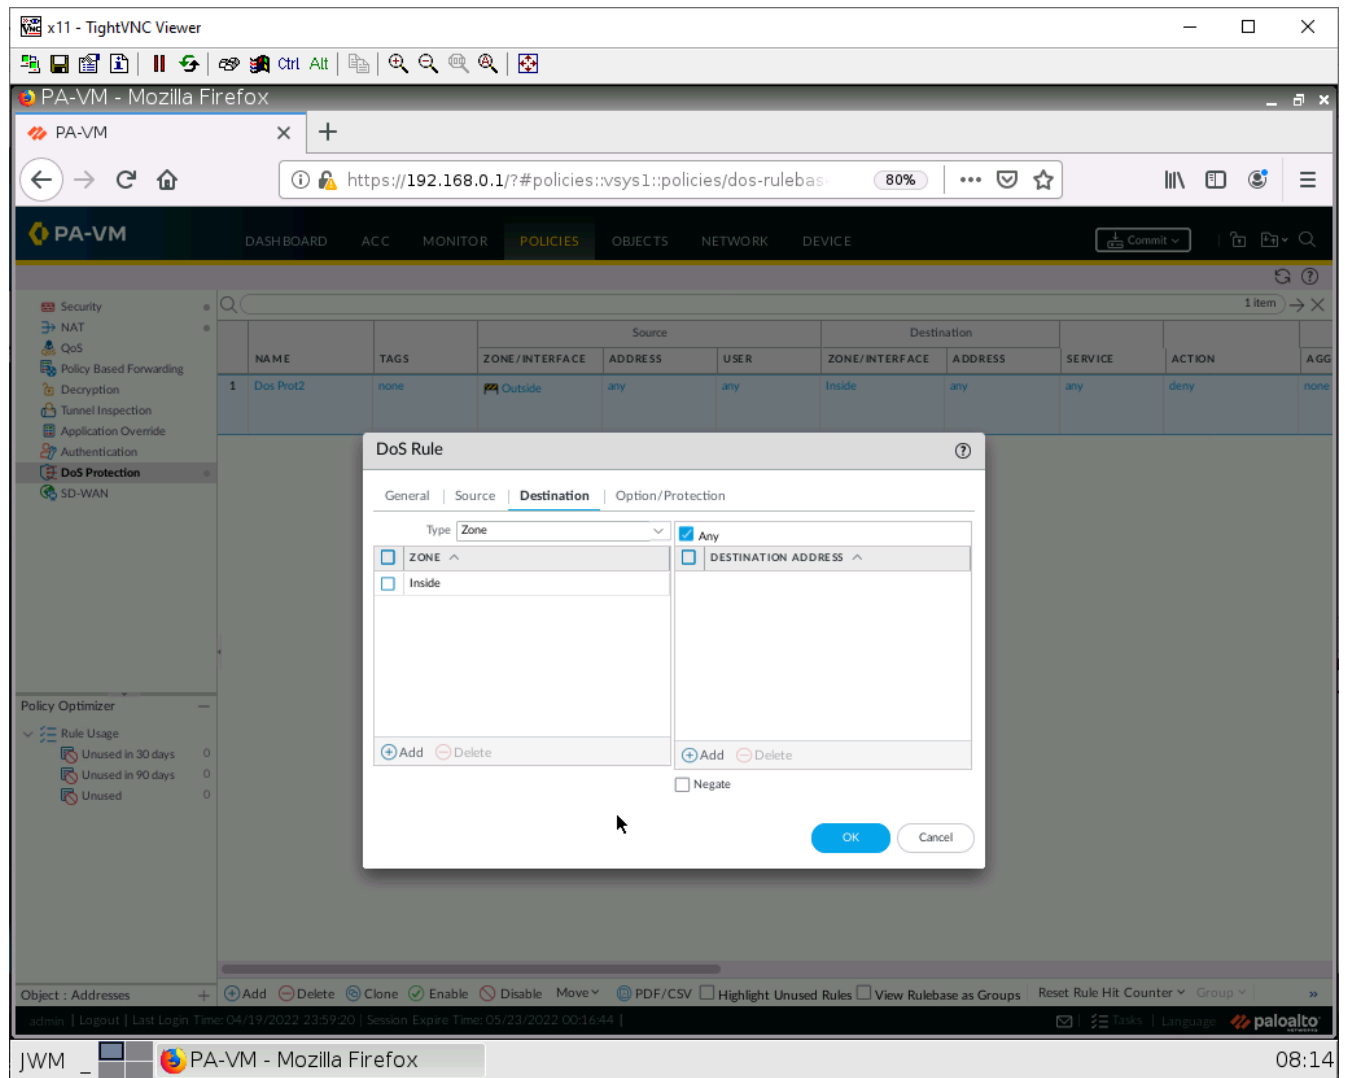 x11 - TightVNC Viewer
Ctrl Alt
PA-VM - Mozilla Firefox
PA-VM
https://192.168.0.1/?#policies::vsys1::policies/dos-rulebas
80%
PA-VM
DASHBOARD ACC MONITOR POLICIES OBJECTS NETWORK DEVICE
Commit
Security
NAT
QoS
Policy Based Forwarding
Decryption
Tunnel Inspection
Application Override
Authentication
DoS Protection
SD-WAN
1 item
Source Destination
NAME TAGS ZONE/INTERFACE ADDRESS USER ZONE/INTERFACE ADDRESS SERVICE ACTION AGG
1 Dos Prot2 none Outside any any Inside any any deny none
DoS Rule
General Source Destination Option/Protection
Type Zone
Any
ZONE
DESTINATION ADDRESS
Inside
Add Delete
Add Delete
Negate
OK Cancel
Policy Optimizer
Rule Usage
Unused in 30 days 0
Unused in 90 days 0
Unused 0
Object : Addresses
Add Delete Clone Enable Disable Move PDF/CSV Highlight Unused Rules View Rulebase as Groups Reset Rule Hit Counter Group
admin | Logout | Last Login Time: 04/19/2022 23:59:20 | Session Expire Time: 05/23/2022 00:16:44 |
Tasks | Language paloalto NETWORKS
JWM
PA-VM - Mozilla Firefox
08:14